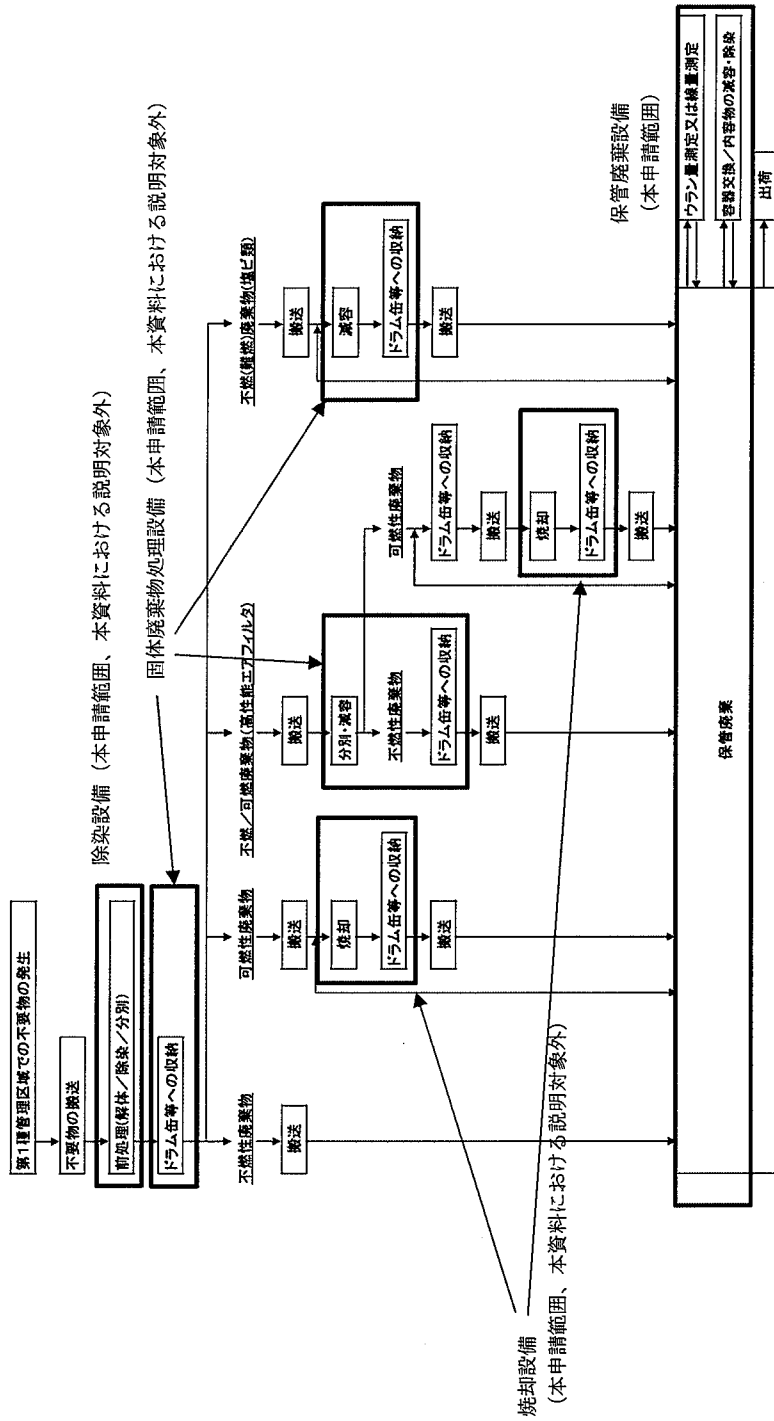 第1種管理区域での不要物の発生
不要物の搬送
前処理(解体/除染/分別)
ドラム缶等への収納
除染設備(本申請範囲、本資料における説明対象外)
固体廃棄物処理設備(本申請範囲、本資料における説明対象外)
不燃性廃棄物
搬送
可燃性廃棄物
搬送
焼却
ドラム缶等への収納
搬送
不燃/可燃廃棄物(高性能エアフィルタ)
搬送
分別・減容
不燃性廃棄物
ドラム缶等への収納
搬送
可燃性廃棄物
ドラム缶等への収納
搬送
焼却
ドラム缶等への収納
搬送
不燃(難燃)廃棄物(塩ビ類)
搬送
減容
ドラム缶等への収納
搬送
焼却設備
(本申請範囲、本資料における説明対象外)
保管廃棄設備
(本申請範囲)
保管廃棄
ウラン量測定又は線量測定
容器交換/内容物の減容・除染
出荷